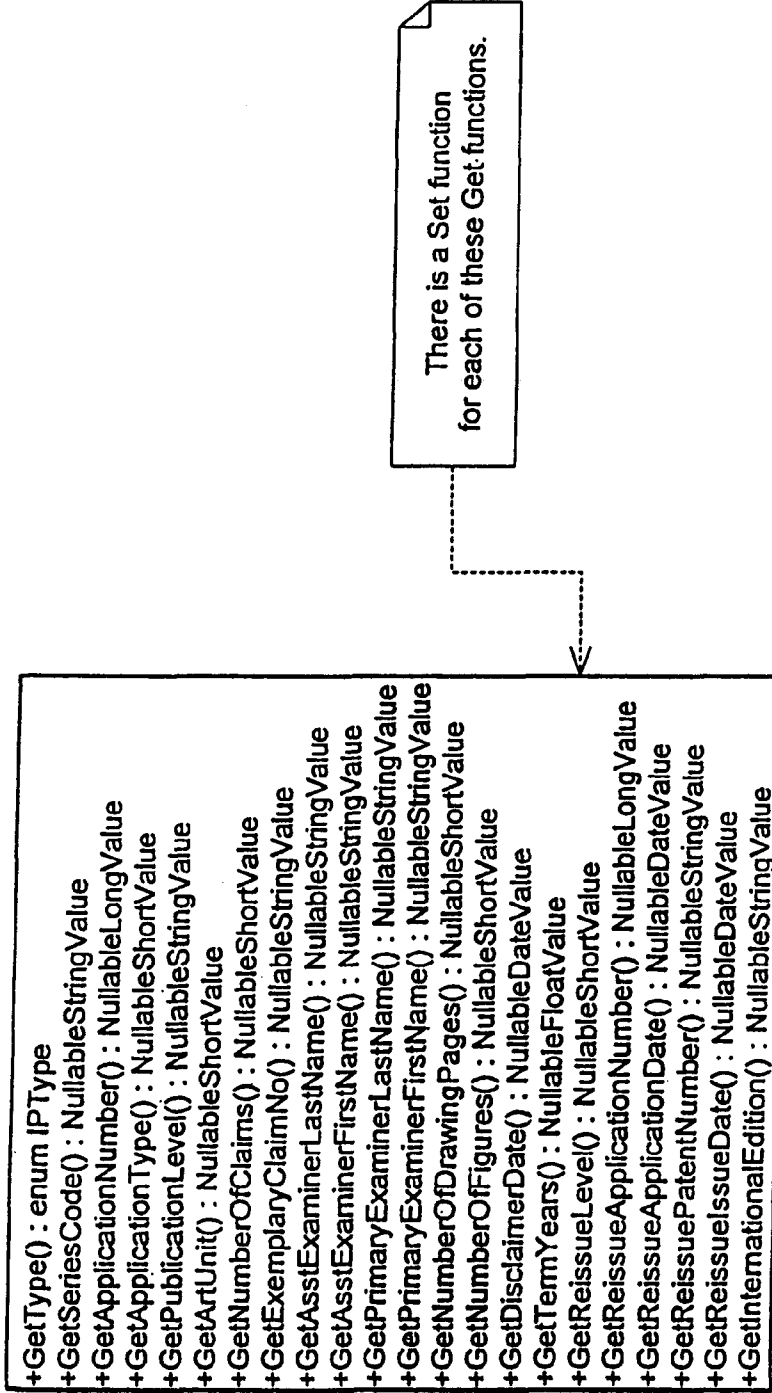 +GetType() : enum IPType
+GetSeriesCode() : NullableStringValue
+GetApplicationNumber() : NullableLongValue
+GetApplicationType() : NullableShortValue
+GetPublicationLevel() : NullableStringValue
+GetArtUnit() : NullableShortValue
+GetNumberOfClaims() : NullableShortValue
+GetExemplaryClaimNo() : NullableStringValue
+GetAsstExaminerLastName() : NullableStringValue
+GetAsstExaminerFirstName() : NullableStringValue
+GetPrimaryExaminerLastName() : NullableStringValue
+GetPrimaryExaminerFirstName() : NullableStringValue
+GetNumberOfDrawingPages() : NullableShortValue
+GetNumberOfFigures() : NullableShortValue
+GetDisclaimerDate() : NullableDateValue
+GetTermYears() : NullableFloatValue
+GetReissueLevel() : NullableShortValue
+GetReissueApplicationNumber() : NullableLongValue
+GetReissueApplicationDate() : NullableDateValue
+GetReissuePatentNumber() : NullableStringValue
+GetReissueIssueDate() : NullableDateValue
+GetInternationalEdition() : NullableStringValue
There is a Set function
for each of these Get functions.